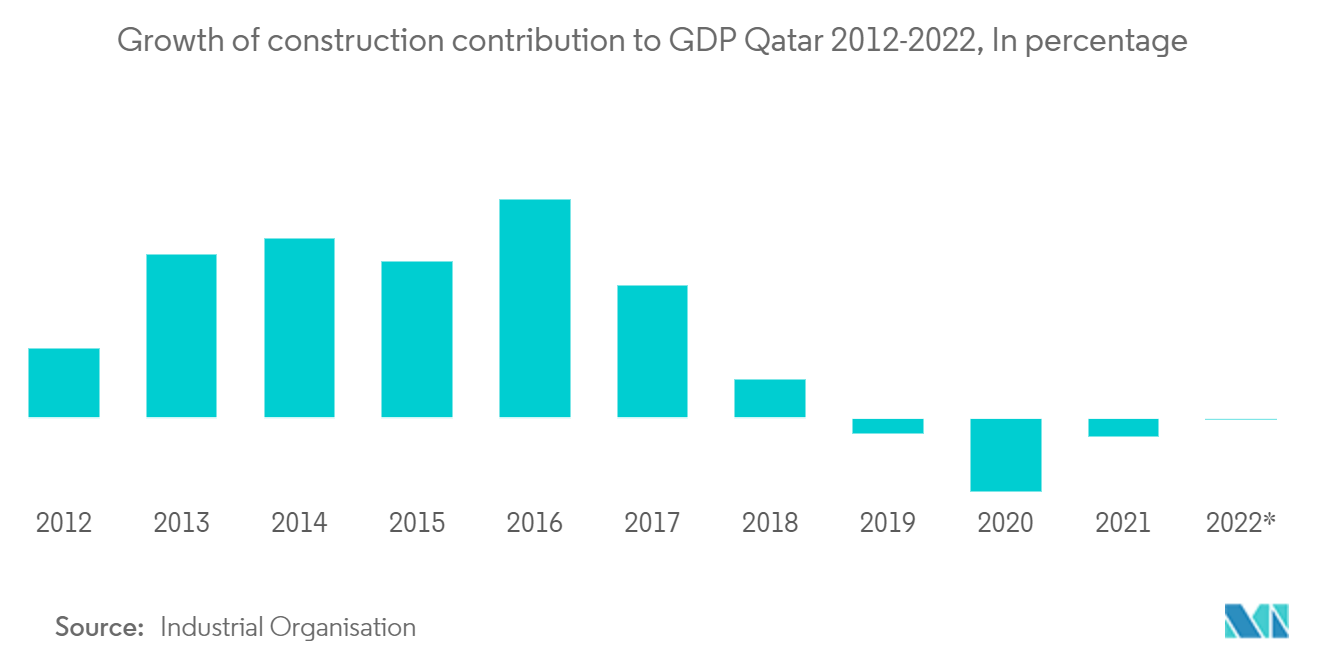 Growth of construction contribution to GDP Qatar 2012-2022, In percentage
2012 2013 2014 2015 2016 2017 2018 2019 2020 2021 2022*
Source: Industrial Organisation